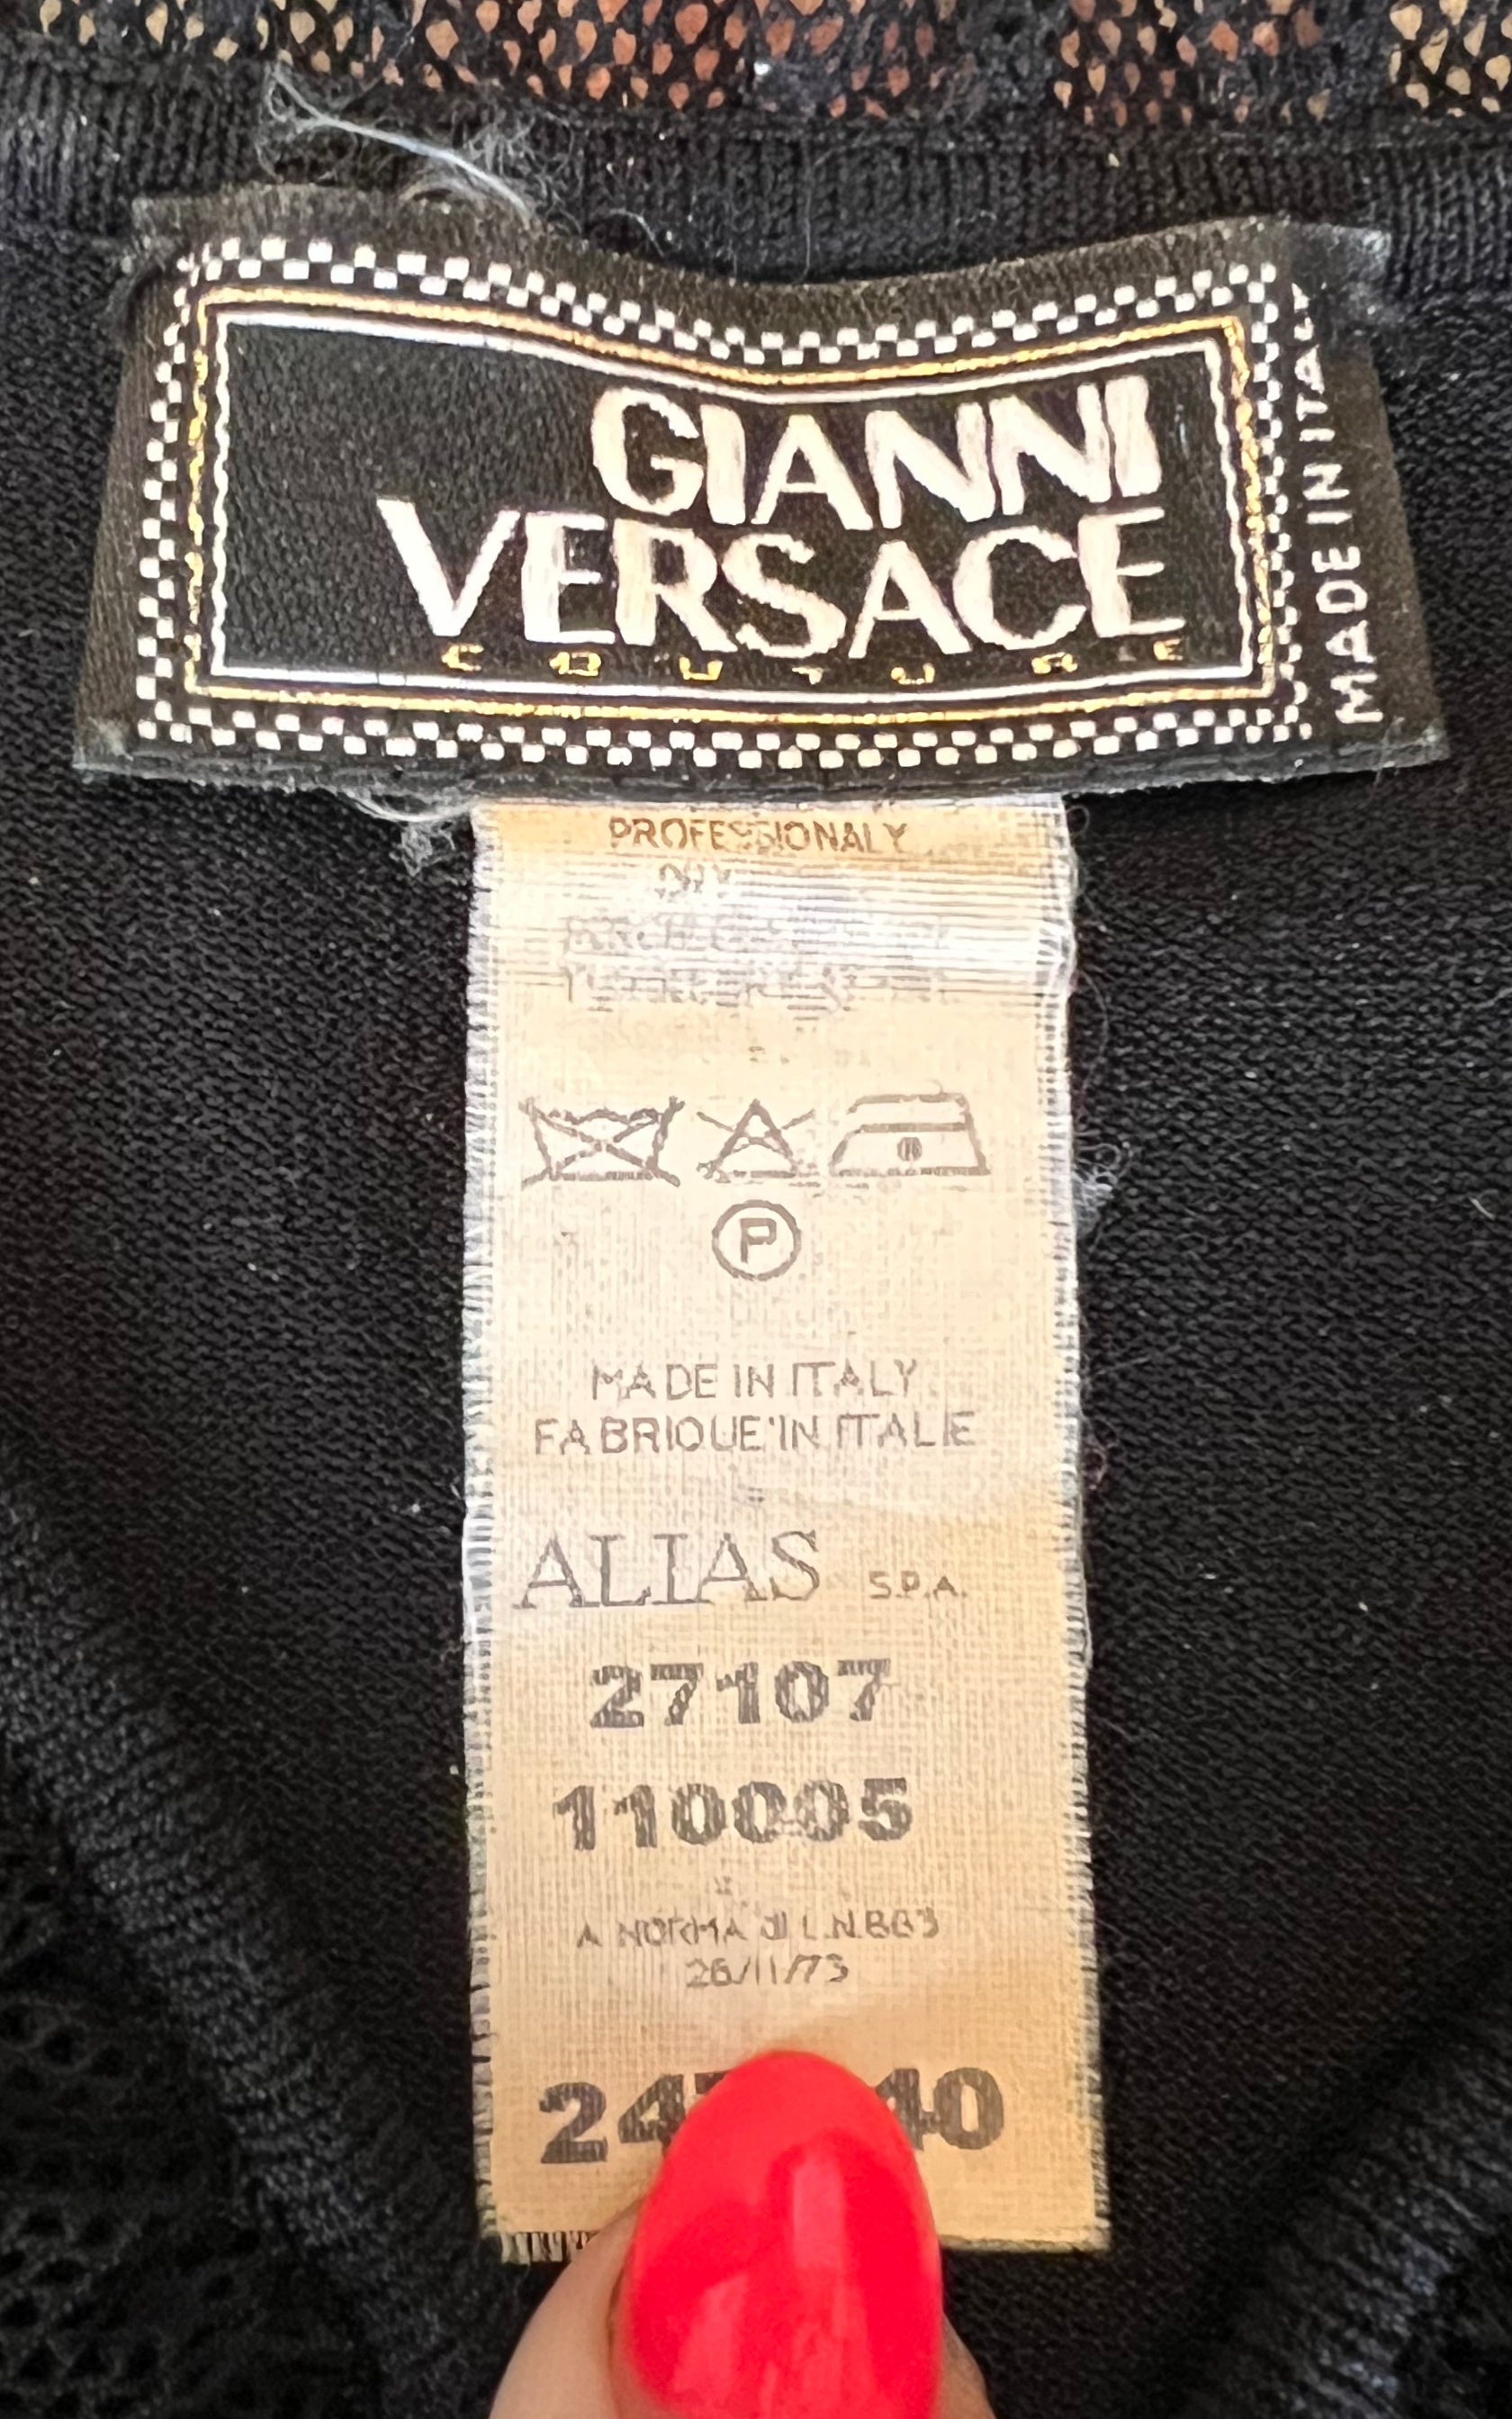 GIANNI
VERSACE
COUTURE
MADE IN ITALY
PROFESSIONALY
DRY
P
MADE IN ITALY
FABRIQUE'IN ITALIE
ALIAS S.P.A.
27107
110005
A NORMA di L.N.883
26/11/73